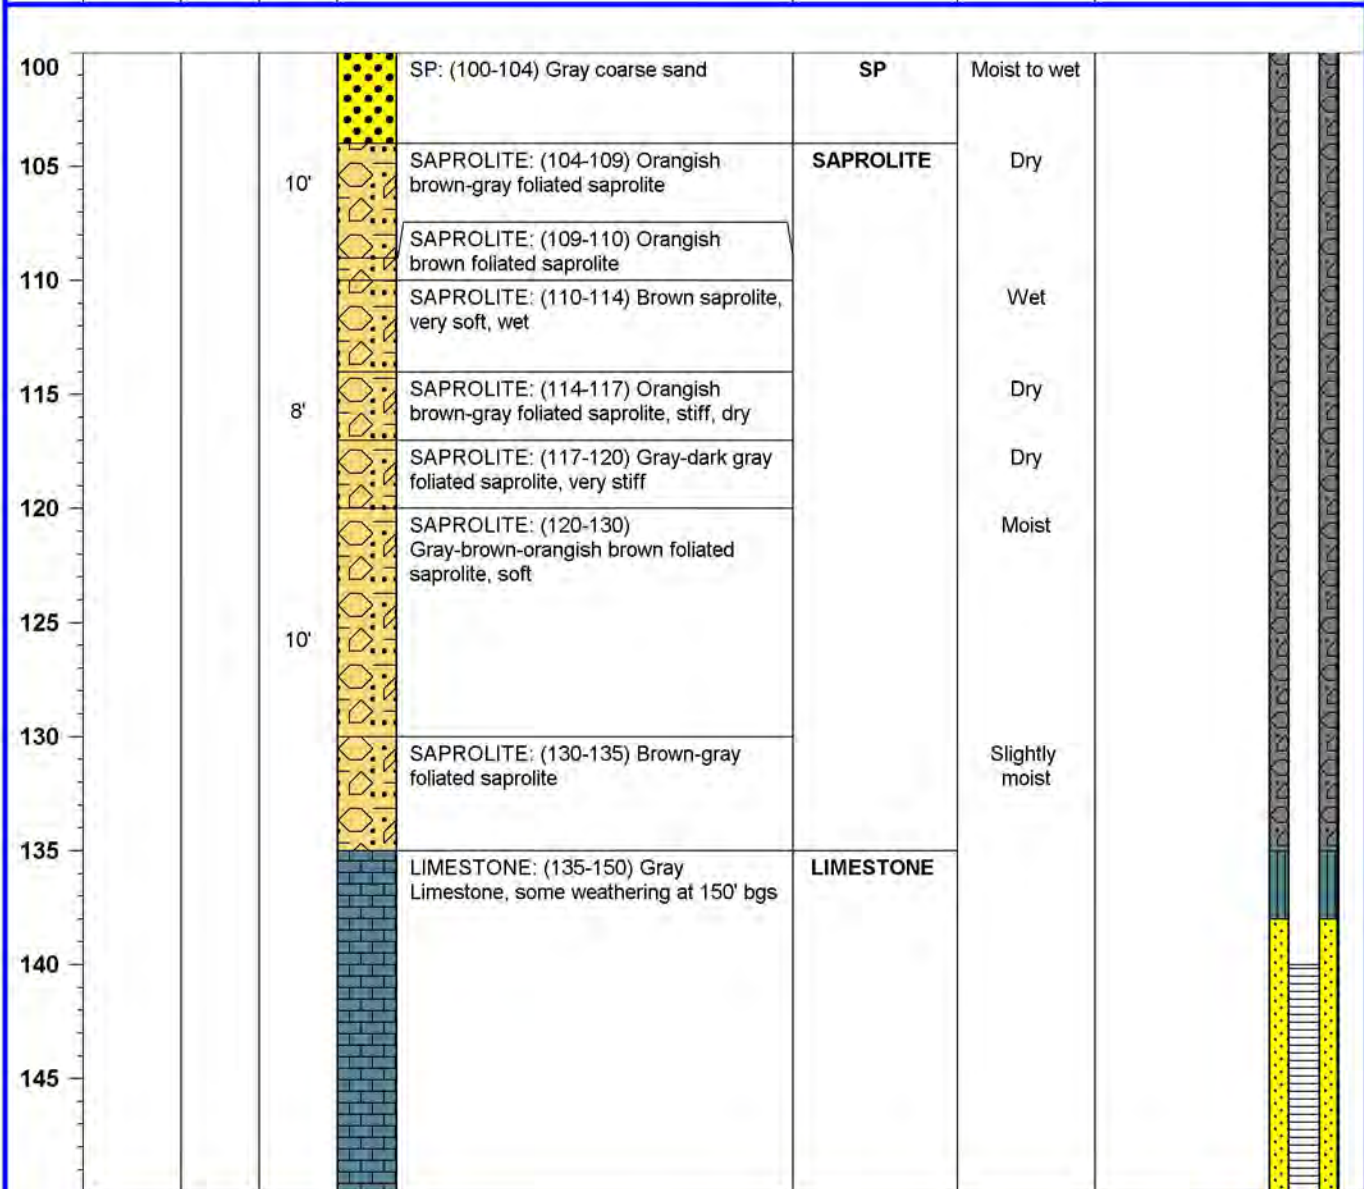 100
SP: (100-104) Gray coarse sand
SP
Moist to wet
105
10'
SAPROLITE: (104-109) Orangish
brown-gray foliated saprolite
SAPROLITE
Dry
SAPROLITE: (109-110) Orangish
brown foliated saprolite
110
SAPROLITE: (110-114) Brown saprolite,
very soft, wet
Wet
115
8'
SAPROLITE: (114-117) Orangish
brown-gray foliated saprolite, stiff, dry
Dry
SAPROLITE: (117-120) Gray-dark gray
foliated saprolite, very stiff
Dry
120
SAPROLITE: (120-130)
Gray-brown-orangish brown foliated
saprolite, soft
Moist
125
10'
130
SAPROLITE: (130-135) Brown-gray
foliated saprolite
Slightly
moist
135
LIMESTONE: (135-150) Gray
Limestone, some weathering at 150' bgs
LIMESTONE
140
145